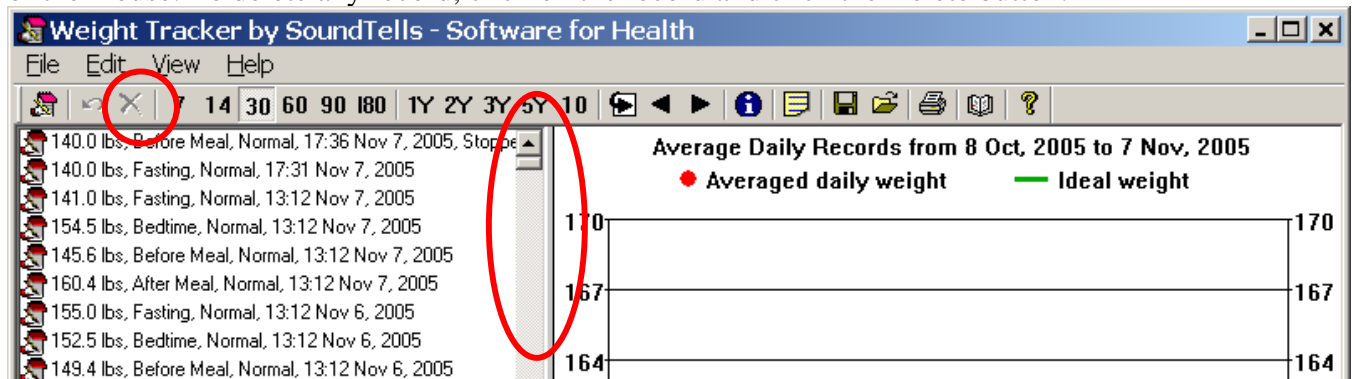 Weight Tracker by SoundTells - Software for Health
File Edit View Help
7 14 30 60 90 180 1Y 2Y 3Y 5Y 10
140.0 lbs, Before Meal, Normal, 17:36 Nov 7, 2005, Stoppe
140.0 lbs, Fasting, Normal, 17:31 Nov 7, 2005
141.0 lbs, Fasting, Normal, 13:12 Nov 7, 2005
154.5 lbs, Bedtime, Normal, 13:12 Nov 7, 2005
145.6 lbs, Before Meal, Normal, 13:12 Nov 7, 2005
160.4 lbs, After Meal, Normal, 13:12 Nov 7, 2005
155.0 lbs, Fasting, Normal, 13:12 Nov 6, 2005
152.5 lbs, Bedtime, Normal, 13:12 Nov 6, 2005
149.4 lbs, Before Meal, Normal, 13:12 Nov 6, 2005
Average Daily Records from 8 Oct, 2005 to 7 Nov, 2005
Averaged daily weight Ideal weight
170 170
167 167
164 164